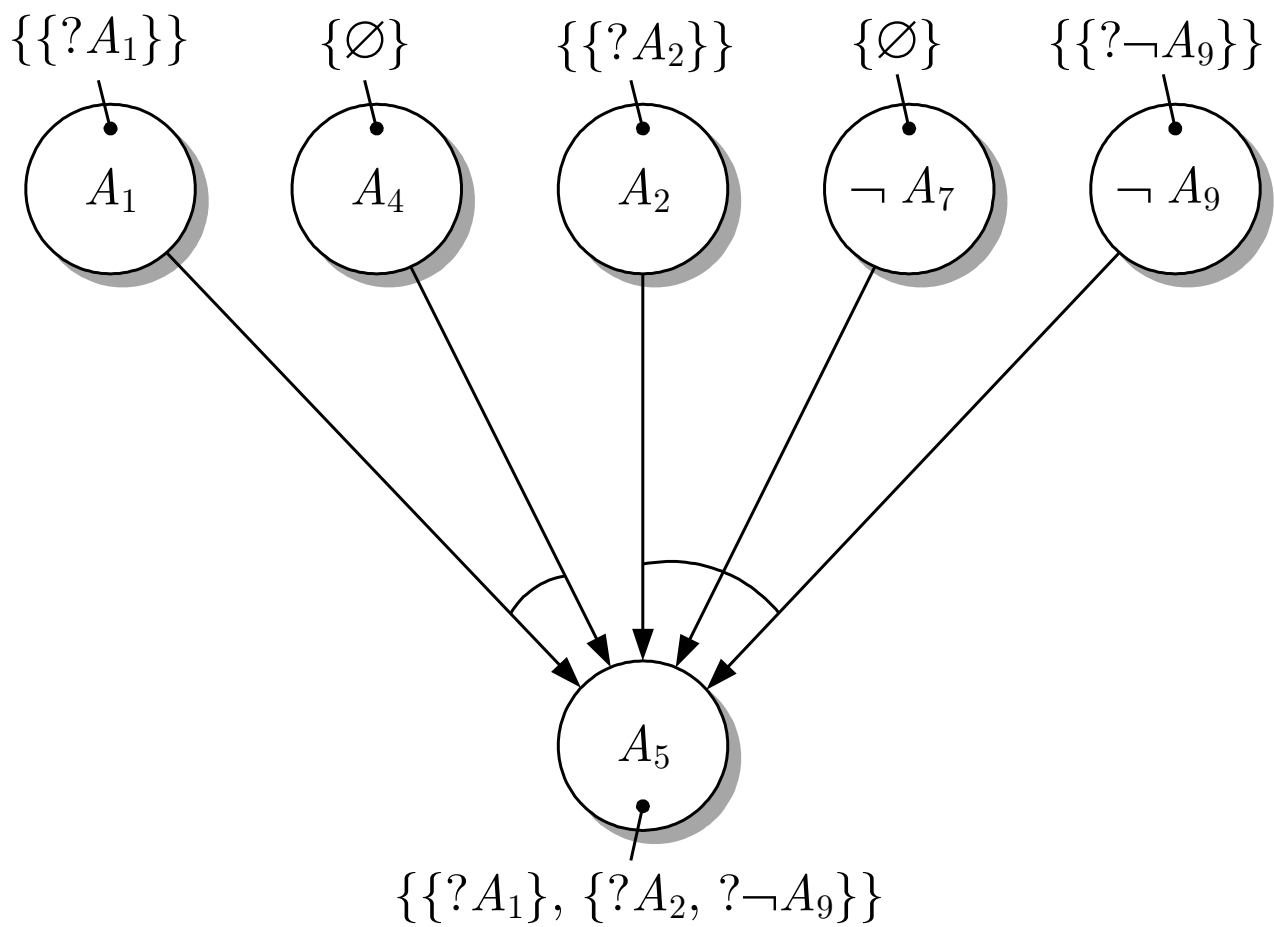 {{?A₁}} {∅} {{?A₂}} {∅} {{?¬A₉}}
A₁ A₄ A₂ ¬ A₇ ¬ A₉
A₅
{{?A₁}, {?A₂, ?¬A₉}}